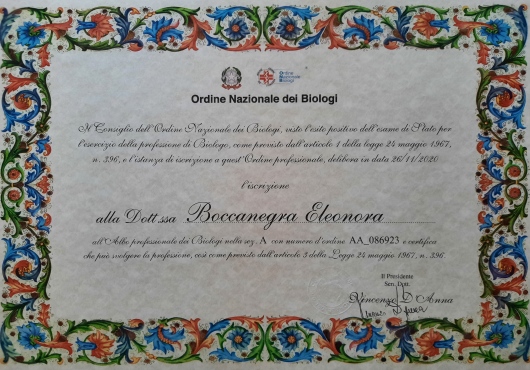 Ordine
Nazionale
Biologi
Ordine Nazionale dei Biologi
Il Consiglio dell'Ordine Nazionale dei Biologi, visto l'esito positivo dell'esame di Stato per
l'esercizio della professione di Biologo, come previsto dall'articolo 1 della legge 24 maggio 1967,
n. 396, e l'istanza di iscrizione a quest'Ordine professionale, delibera in data 26/11/2020
l'iscrizione
alla Dott.ssa Boccanegra Eleonora
all'Albo professionale dei Biologi nella sez. A con numero d'ordine AA_086923 e certifica
che può svolgere la professione, così come previsto dall'articolo 3 della Legge 24 maggio 1967, n. 396.
Il Presidente
Sen. Dott.
Vincenzo D'Anna